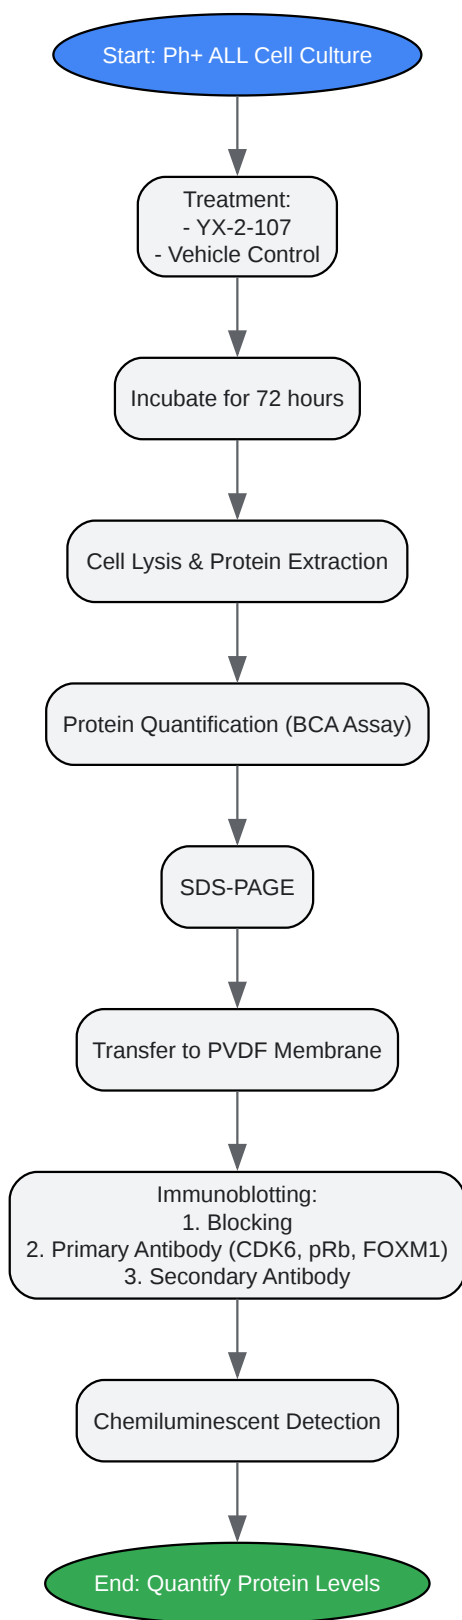 Start: Ph+ ALL Cell Culture
Treatment:
- YX-2-107
- Vehicle Control
Incubate for 72 hours
Cell Lysis & Protein Extraction
Protein Quantification (BCA Assay)
SDS-PAGE
Transfer to PVDF Membrane
Immunoblotting:
1. Blocking
2. Primary Antibody (CDK6, pRb, FOXM1)
3. Secondary Antibody
Chemiluminescent Detection
End: Quantify Protein Levels